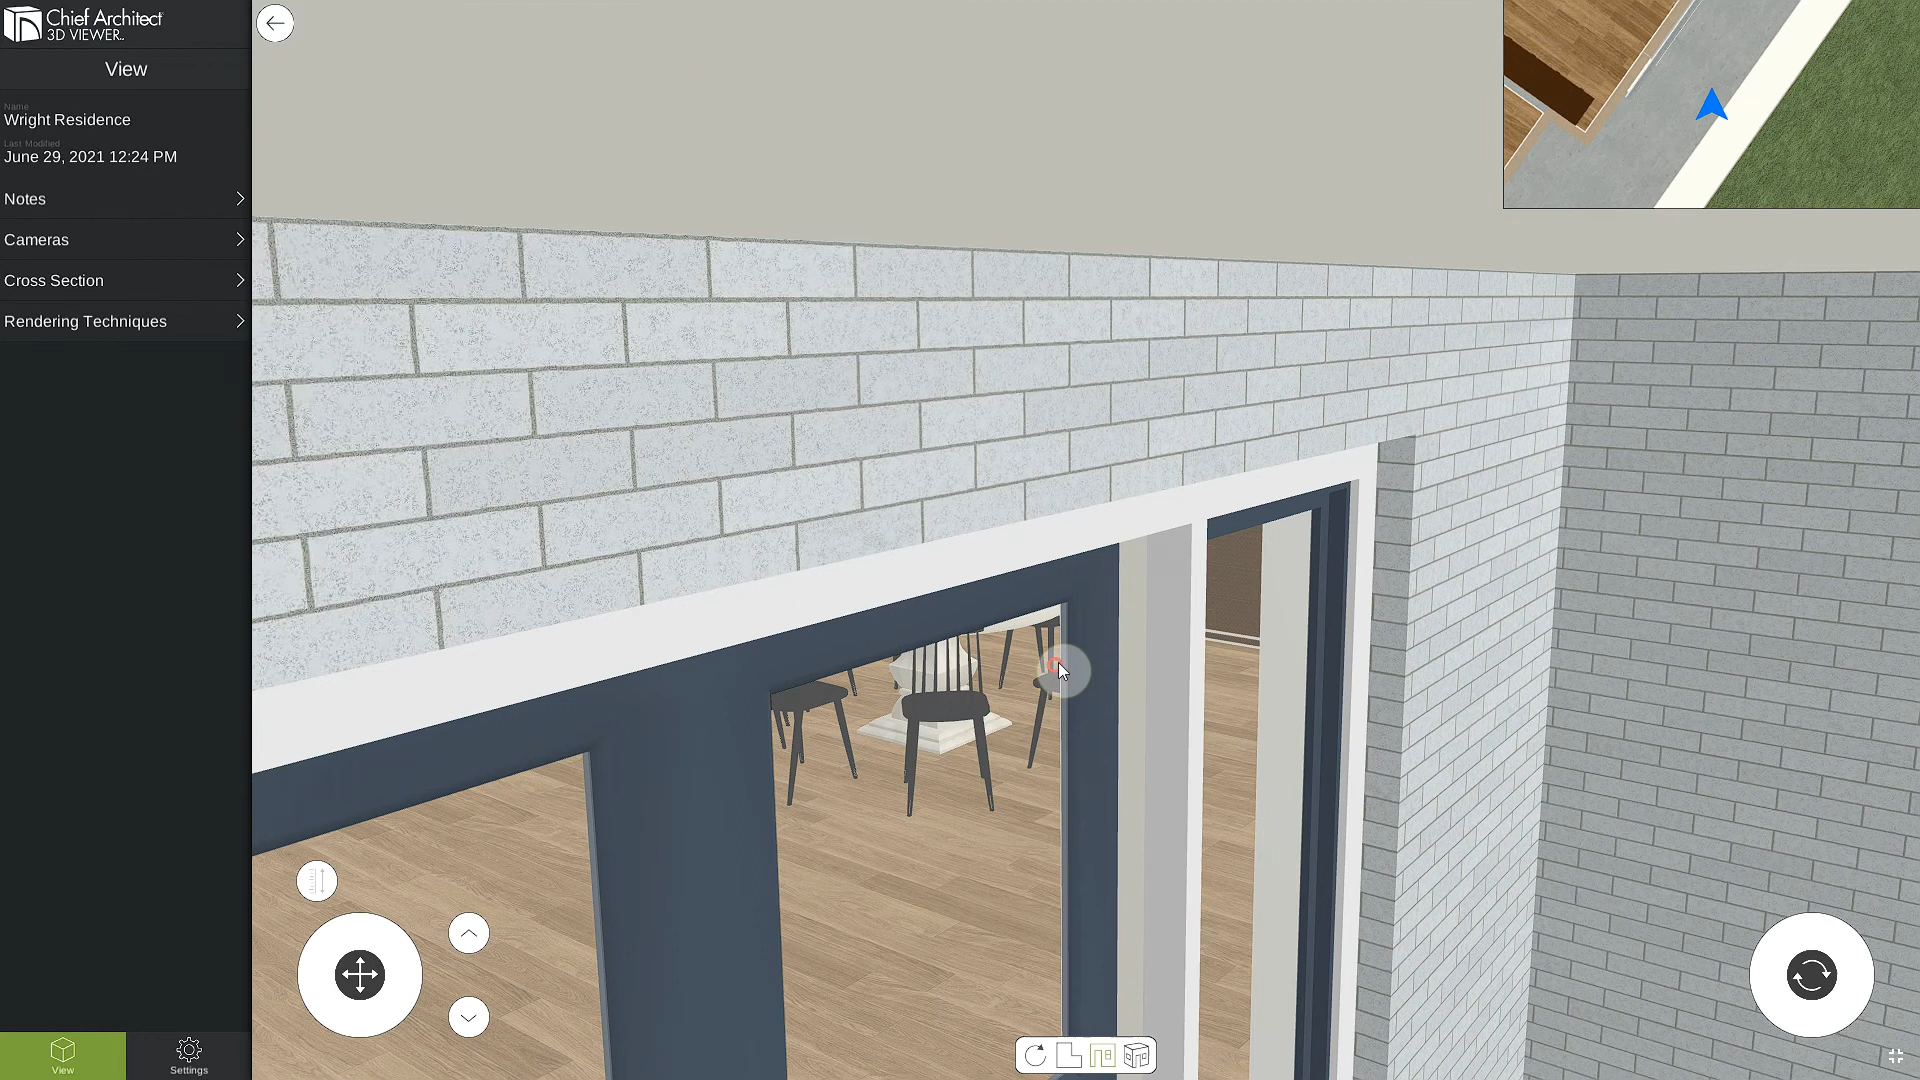 Chief Architect
3D VIEWER™
View
Name
Wright Residence
Last Modified
June 29, 2021 12:24 PM
Notes
Cameras
Cross Section
Rendering Techniques
View
Settings